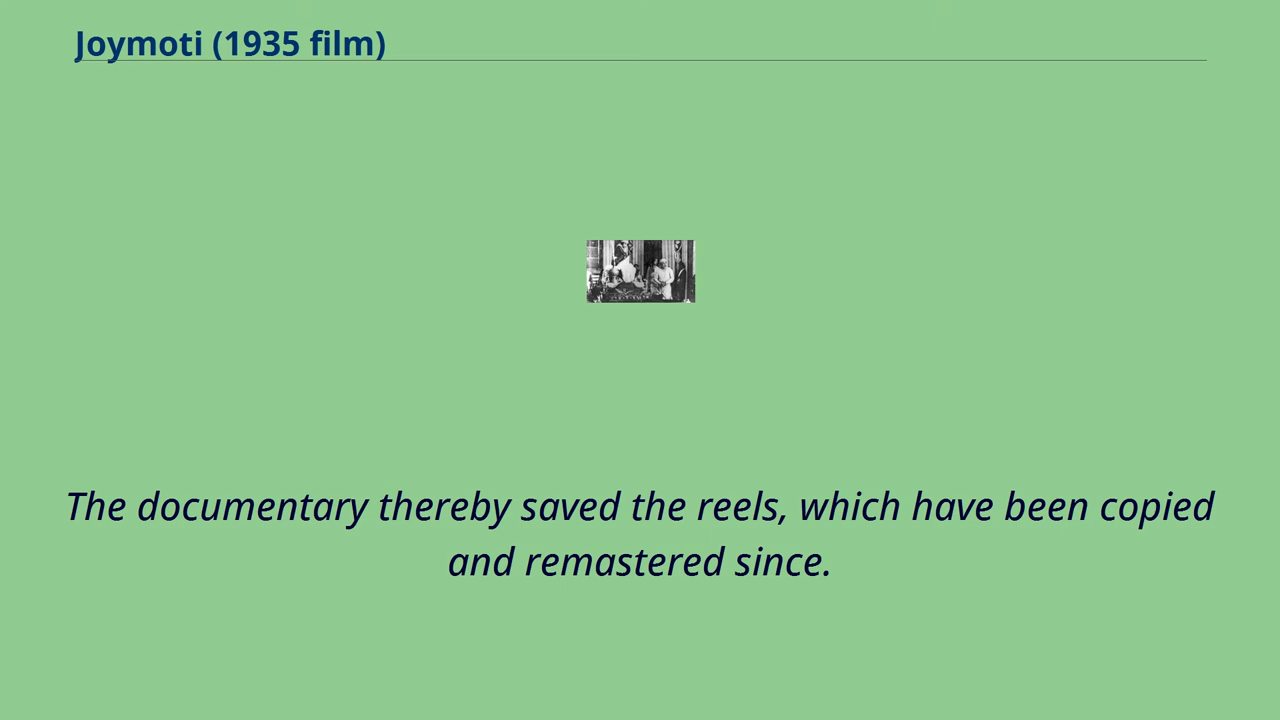 Joymoti (1935 film)
The documentary thereby saved the reels, which have been copied
and remastered since.